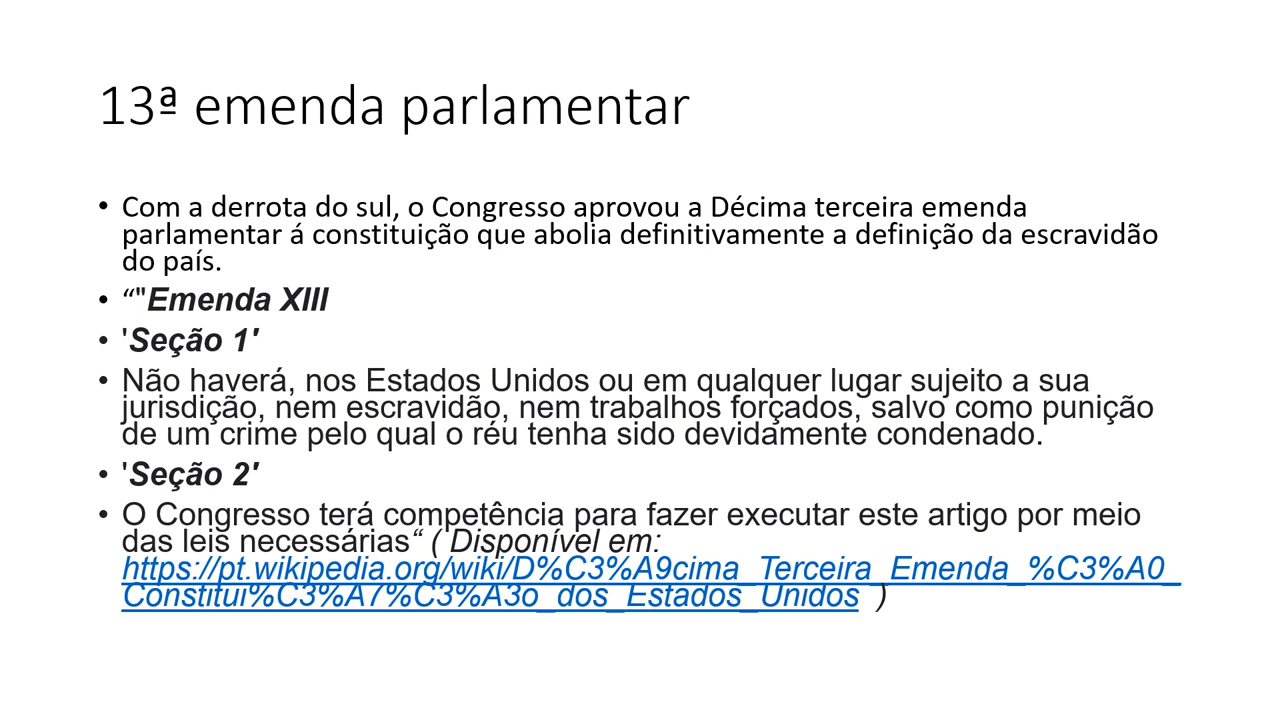 13ª emenda parlamentar
• Com a derrota do sul, o Congresso aprovou a Décima terceira emenda
parlamentar á constituição que abolia definitivamente a definição da escravidão
do país.
• “"Emenda XIII
• 'Seção 1'
• Não haverá, nos Estados Unidos ou em qualquer lugar sujeito a sua
jurisdição, nem escravidão, nem trabalhos forçados, salvo como punição
de um crime pelo qual o réu tenha sido devidamente condenado.
• 'Seção 2'
• O Congresso terá competência para fazer executar este artigo por meio
das leis necessárias“ ( Disponível em:
https://pt.wikipedia.org/wiki/D%C3%A9cima_Terceira_Emenda_%C3%A0_
Constitui%C3%A7%C3%A3o_dos_Estados_Unidos )